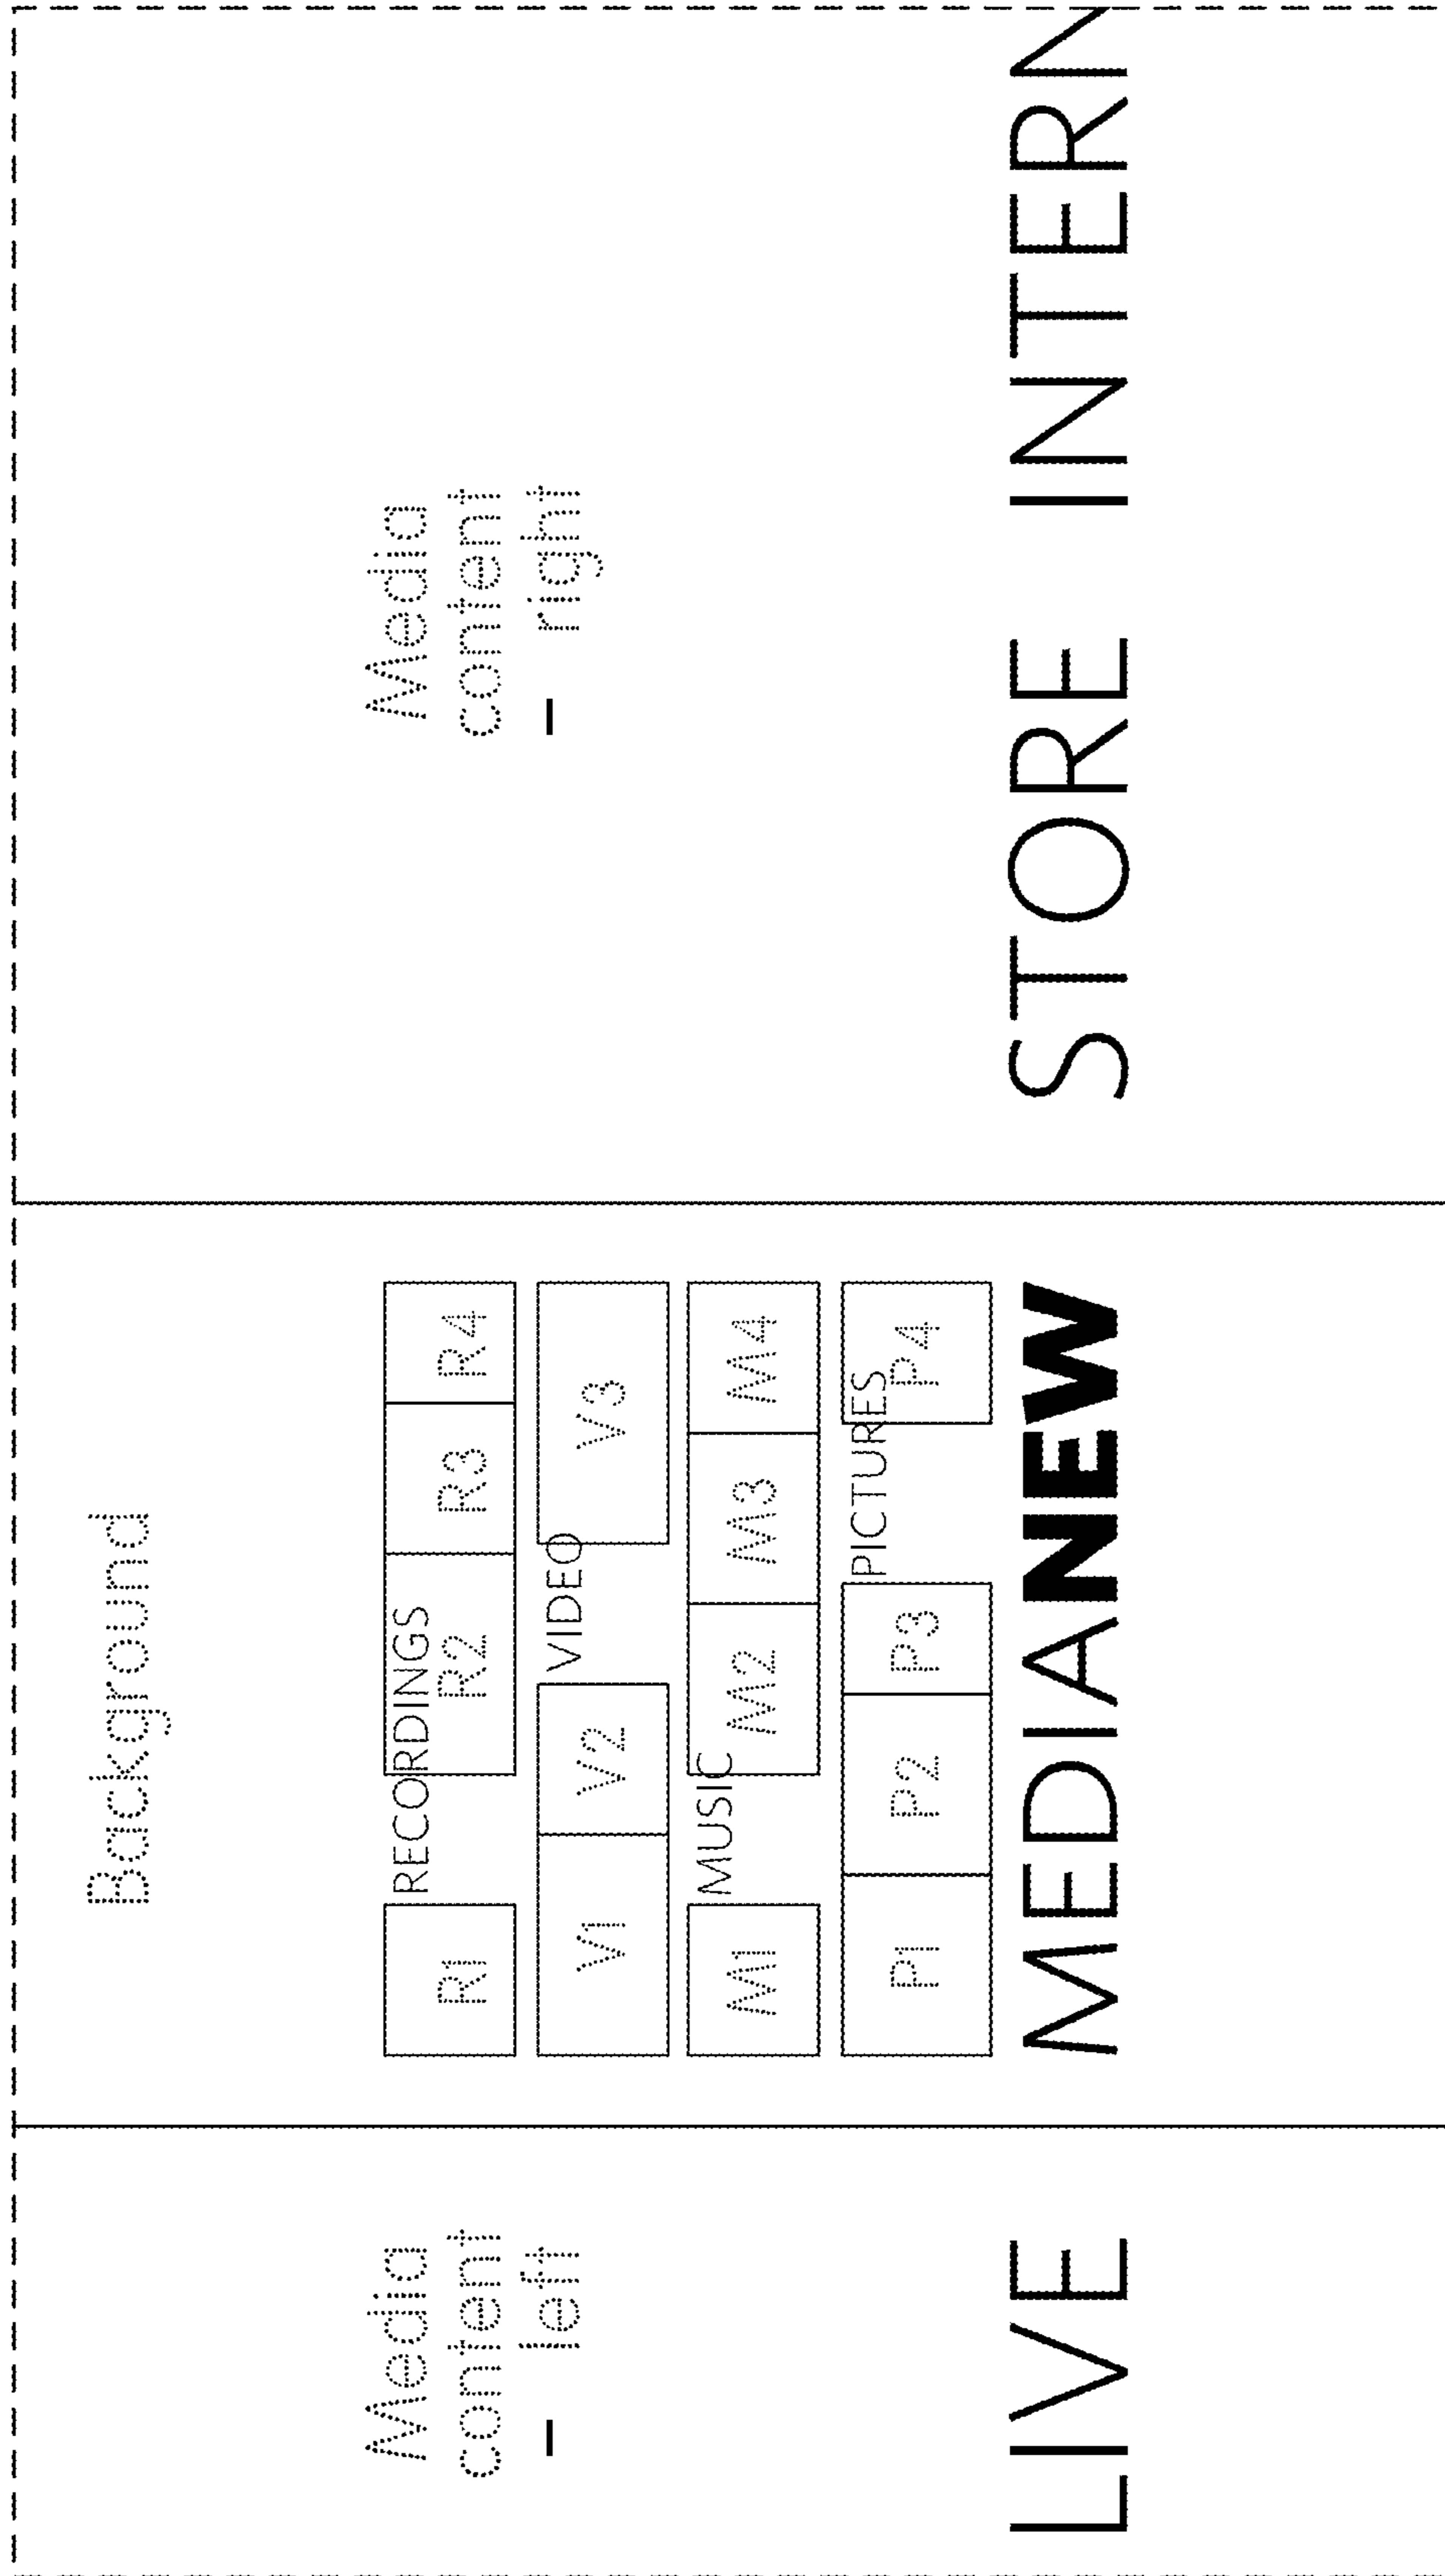 Background
Media
content
– left
Media
content
– right
RECORDINGS
R1 R2 R3 R4
VIDEO
V1 V2 V3
MUSIC
M1 M2 M3 M4
PICTURES
P1 P2 P3 P4
LIVE MEDIANEW STORE INTERN